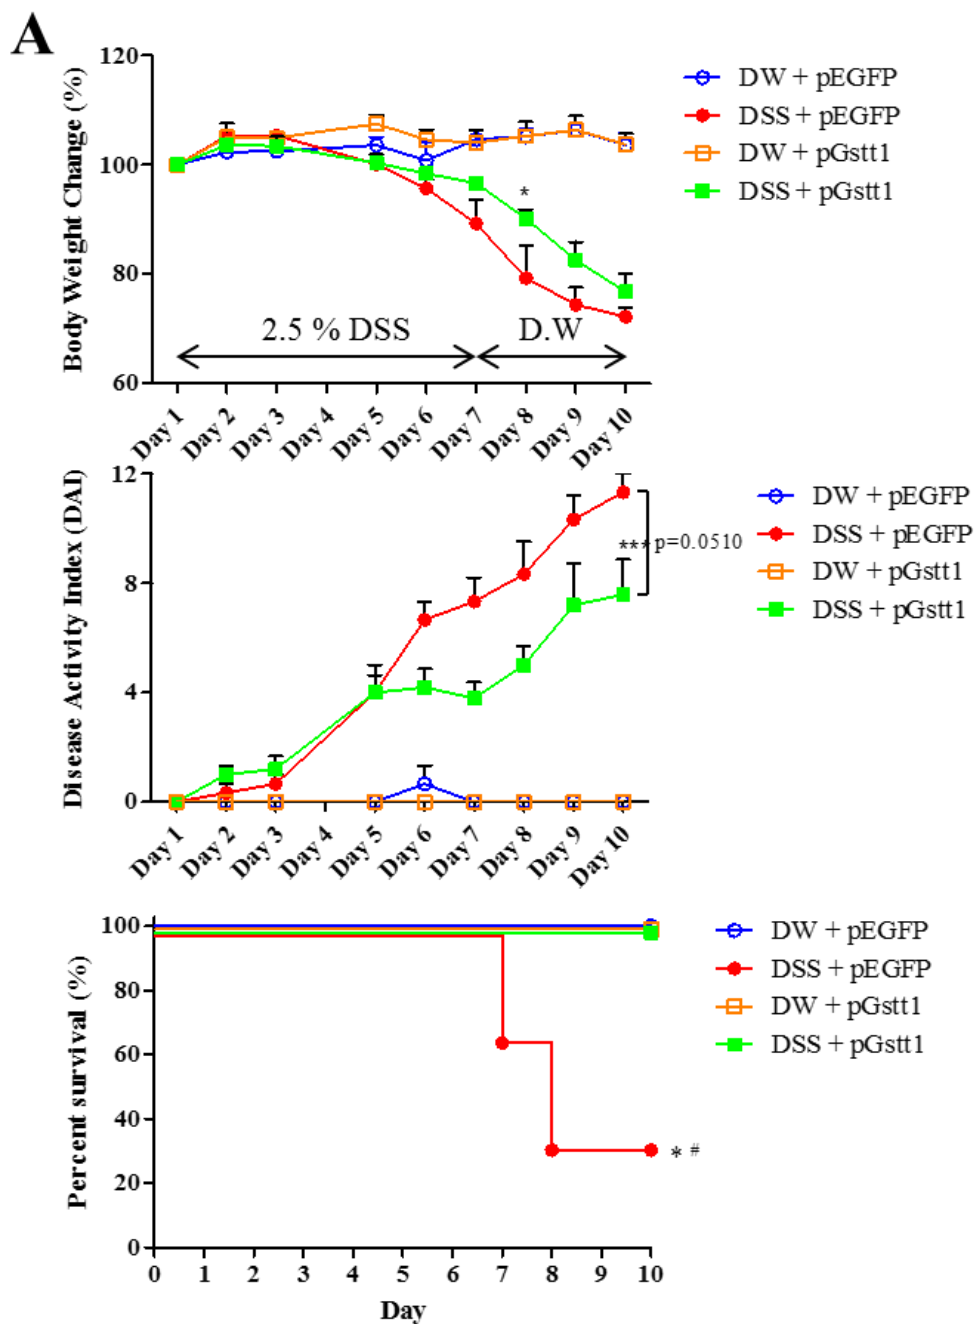 A
Body Weight Change (%)
120
100
80
60
2.5 % DSS
D.W
*
Day 1
Day 2
Day 3
Day 4
Day 5
Day 6
Day 7
Day 8
Day 9
Day 10
DW + pEGFP
DSS + pEGFP
DW + pGstt1
DSS + pGstt1
Disease Activity Index (DAI)
12
8
4
0
*** p=0.0510
Day 1
Day 2
Day 3
Day 4
Day 5
Day 6
Day 7
Day 8
Day 9
Day 10
DW + pEGFP
DSS + pEGFP
DW + pGstt1
DSS + pGstt1
Percent survival (%)
100
80
60
40
20
0
* #
0 1 2 3 4 5 6 7 8 9 10
Day
DW + pEGFP
DSS + pEGFP
DW + pGstt1
DSS + pGstt1